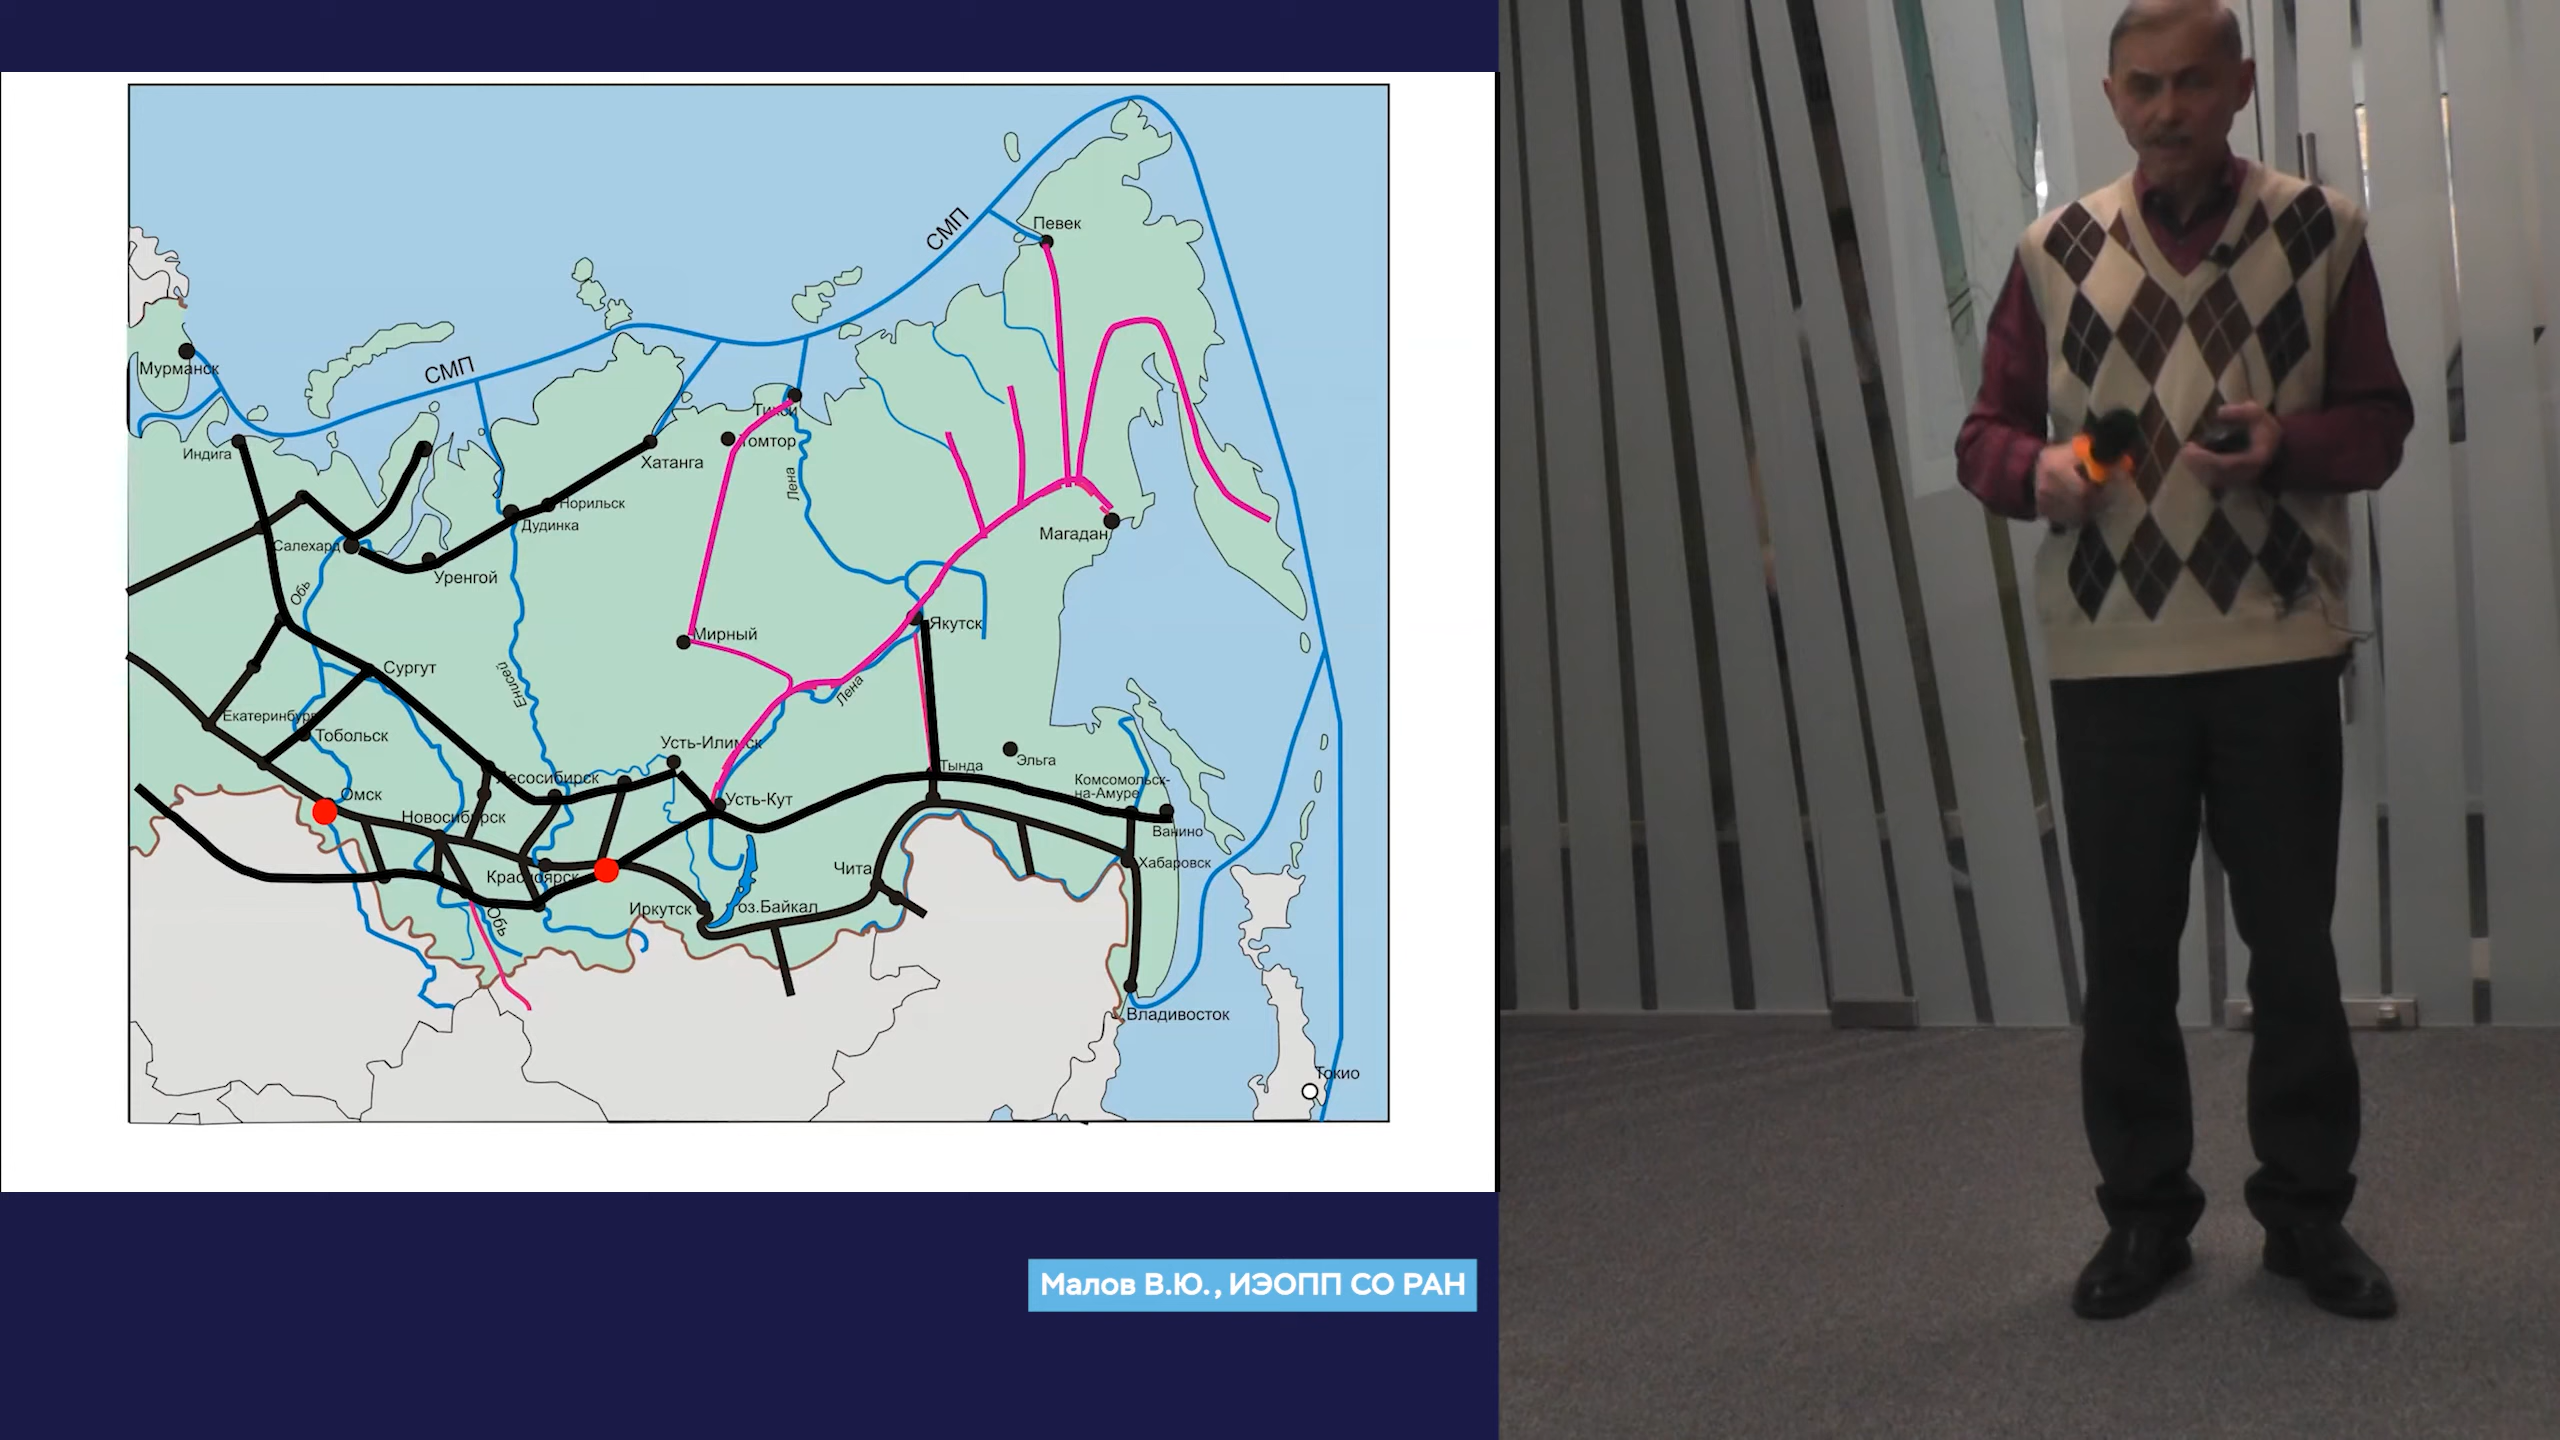 СМП
Певек
СМП
Мурманск
Тикси
Томтор
Индига
Хатанга
Лена
Норильск
Дудинка
Магадан
Салехард
Уренгой
Обь
Якутск
Мирный
Сургут
Енисей
Лена
Екатеринбург
Тобольск
Усть-Илимск
Эльга
Тында
Лесосибирск
Комсомольск-
на-Амуре
Омск
Усть-Кут
Новосибирск
Ванино
Хабаровск
Чита
Красноярск
Иркутск
оз.Байкал
Обь
Владивосток
Токио
Малов В.Ю., ИЭОПП СО РАН